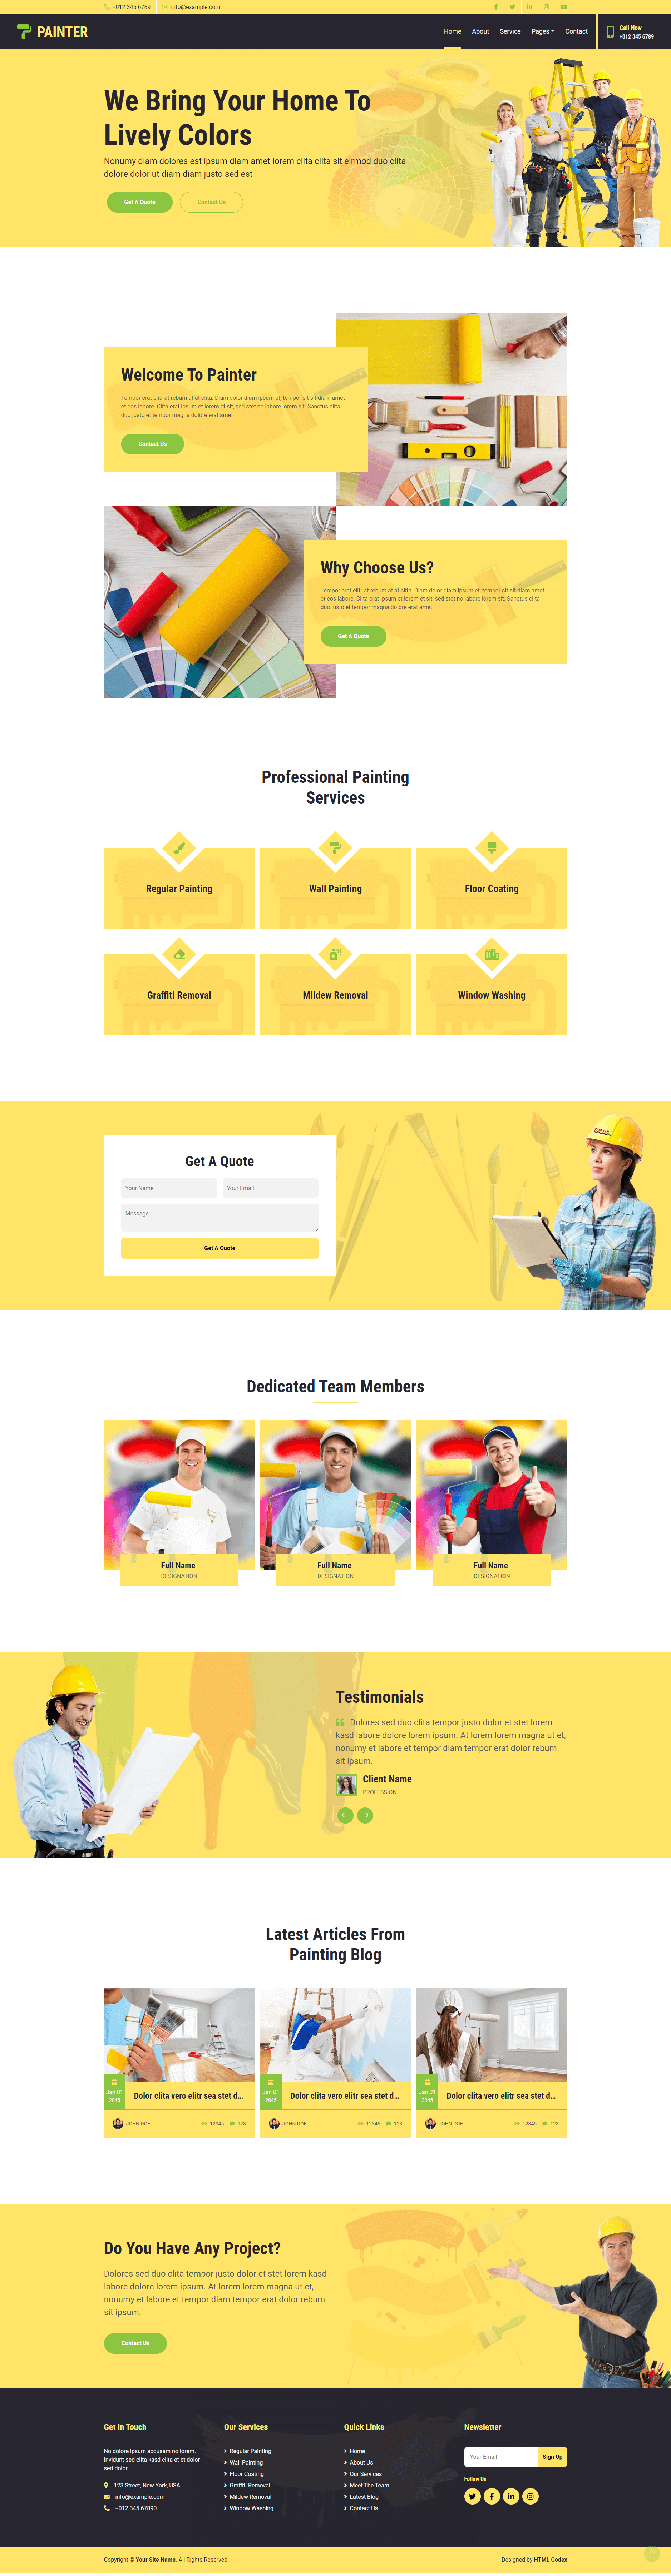 +012 345 6789
info@example.com
PAINTER
Home
About
Service
Pages
Contact
Call Now
+012 345 6789
We Bring Your Home To
Lively Colors
Nonumy diam dolores est ipsum diam amet lorem clita clita sit eirmod duo clita
dolore dolor ut diam diam justo sed est
Get A Quote
Contact Us
Welcome To Painter
Tempor erat elitr at rebum at at clita. Diam dolor diam ipsum et, tempor sit sit diam amet
et eos labore. Clita erat ipsum et lorem et sit, sed stet no labore lorem sit. Sanctus clita
duo justo et tempor magna dolore erat amet
Contact Us
Why Choose Us?
Tempor erat elitr at rebum at at clita. Diam dolor diam ipsum et, tempor sit sit diam amet
et eos labore. Clita erat ipsum et lorem et sit, sed stet no labore lorem sit. Sanctus clita
duo justo et tempor magna dolore erat amet
Get A Quote
Professional Painting
Services
Regular Painting
Wall Painting
Floor Coating
Graffiti Removal
Mildew Removal
Window Washing
Get A Quote
Your Name
Your Email
Message
Get A Quote
Dedicated Team Members
Full Name
DESIGNATION
Full Name
DESIGNATION
Full Name
DESIGNATION
Testimonials
Dolores sed duo clita tempor justo dolor et stet lorem
kasd labore dolore lorem ipsum. At lorem lorem magna ut et,
nonumy et labore et tempor diam tempor erat dolor rebum
sit ipsum.
Client Name
PROFESSION
Latest Articles From
Painting Blog
Jan 01
2045
Dolor clita vero elitr sea stet d...
JOHN DOE
12345
123
Jan 01
2045
Dolor clita vero elitr sea stet d...
JOHN DOE
12345
123
Jan 01
2045
Dolor clita vero elitr sea stet d...
JOHN DOE
12345
123
Do You Have Any Project?
Dolores sed duo clita tempor justo dolor et stet lorem kasd
labore dolore lorem ipsum. At lorem lorem magna ut et,
nonumy et labore et tempor diam tempor erat dolor rebum
sit ipsum.
Contact Us
Get In Touch
No dolore ipsum accusam no lorem.
Invidunt sed clita kasd clita et et dolor
sed dolor
123 Street, New York, USA
info@example.com
+012 345 67890
Our Services
Regular Painting
Wall Painting
Floor Coating
Graffiti Removal
Mildew Removal
Window Washing
Quick Links
Home
About Us
Our Services
Meet The Team
Latest Blog
Contact Us
Newsletter
Your Email
Sign Up
Follow Us
Copyright © Your Site Name. All Rights Reserved.
Designed by HTML Codex